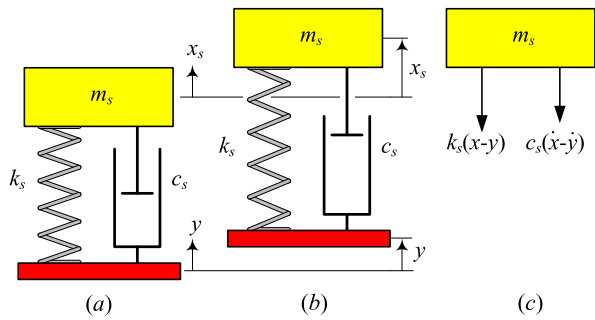 m_s
x_s
k_s
c_s
y
(a)
m_s
x_s
k_s
c_s
y
(b)
m_s
k_s(x-y)
c_s(ẋ-ẏ)
(c)